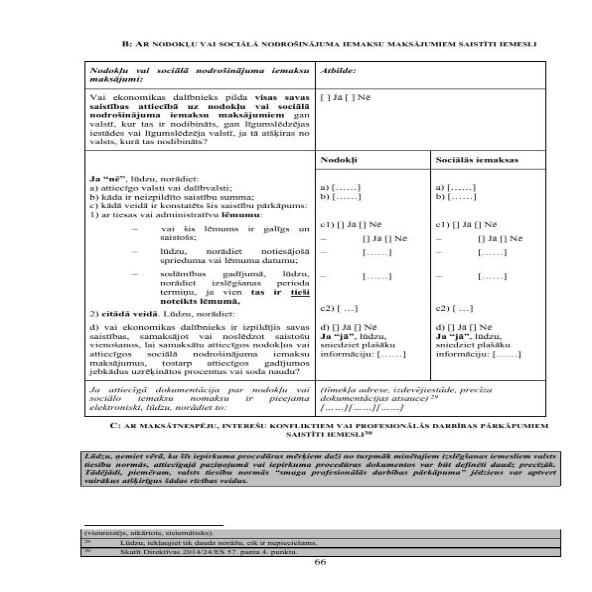 B: AR NODOKĻU VAI SOCIĀLĀ NODROŠINĀJUMA IEMAKSU MAKSĀJUMIEM SAISTĪTI IEMESLI
Nodokļu vai sociālā nodrošinājuma iemaksu
maksājumi:
Atbilde:
Vai ekonomikas dalībnieks pilda visas savas
saistības attiecībā uz nodokļu vai sociālā
nodrošinājuma iemaksu maksājumiem gan
valstī, kur tas ir nodibināts, gan līgumslēdzējas
iestādes vai līgumslēdzēja valstī, ja tā atšķiras no
valsts, kurā tas nodibināts?
[ ] Jā [ ] Nē
Nodokļi
Sociālās iemaksas
Ja “nē”, lūdzu, norādiet:
a) attiecīgo valsti vai dalībvalsti;
b) kāda ir neizpildīto saistību summa;
c) kādā veidā ir konstatēts šis saistību pārkāpums:
1) ar tiesas vai administratīvu lēmumu:
– vai šis lēmums ir galīgs un
saistošs;
– lūdzu, norādiet notiesājošā
sprieduma vai lēmuma datumu;
– sodāmības gadījumā, lūdzu,
norādiet izslēgšanas perioda
termiņu, ja vien tas ir tieši
noteikts lēmumā,
2) citādā veidā. Lūdzu, norādiet:
d) vai ekonomikas dalībnieks ir izpildījis savas
saistības, samaksājot vai noslēdzot saistošu
vienošanos, lai samaksātu attiecīgos nodokļus vai
attiecīgos sociālā nodrošinājuma iemaksu
maksājumus, tostarp attiecīgos gadījumos
jebkādus uzrēķinātos procentus vai soda naudu?
a) [……]
b) [……]
c1) [] Jā [] Nē
– [] Jā [] Nē
– [……]
– [……]
c2) [ …]
d) [] Jā [] Nē
Ja “jā”, lūdzu,
sniedziet plašāku
informāciju: [……]
a) [……]
b) [……]
c1) [] Jā [] Nē
– [] Jā [] Nē
– [……]
– [……]
c2) [ …]
d) [] Jā [] Nē
Ja “jā”, lūdzu,
sniedziet plašāku
informāciju: [……]
Ja attiecīgā dokumentācija par nodokļu vai
sociālo iemaksu nomaksu ir pieejama
elektroniski, lūdzu, norādiet to:
(tīmekļa adrese, izdevējiestāde, precīza
dokumentācijas atsauce) 29
[……][……][……]
C: AR MAKSĀTNESPĒJU, INTEREŠU KONFLIKTIEM VAI PROFESIONĀLĀS DARBĪBAS PĀRKĀPUMIEM
SAISTĪTI IEMESLI30
Lūdzu, ņemiet vērā, ka šīs iepirkuma procedūras mērķiem daži no turpmāk minētajiem izslēgšanas iemesliem valsts
tiesību normās, attiecīgajā paziņojumā vai iepirkuma procedūras dokumentos var būt definēti daudz precīzāk.
Tādējādi, piemēram, valsts tiesību normās “smaga profesionālās darbības pārkāpuma” jēdziens var aptvert
vairākus atšķirīgus šādas rīcības veidus.
(vienreizējs, atkārtots, sistemātisks).
29 Lūdzu, iekļaujiet tik daudz norāžu, cik ir nepieciešams.
30 Skatīt Direktīvas 2014/24/ES 57. panta 4. punktu.
66